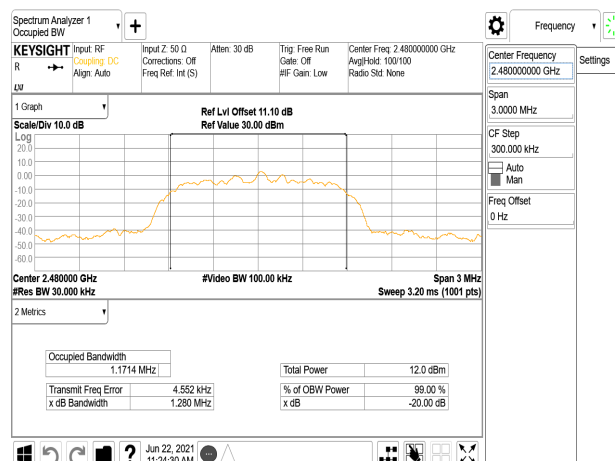 Spectrum Analyzer 1
Occupied BW
Frequency
KEYSIGHT
Input: RF
Input Z: 50 Ω
Atten: 30 dB
Trig: Free Run
Center Freq: 2.480000000 GHz
R
Coupling: DC
Corrections: Off
Gate: Off
Avg|Hold: 100/100
Align: Auto
Freq Ref: Int (S)
#IF Gain: Low
Radio Std: None
Center Frequency
2.480000000 GHz
Settings
Span
3.0000 MHz
CF Step
300.000 kHz
Auto
Man
Freq Offset
0 Hz
1 Graph
Ref Lvl Offset 11.10 dB
Scale/Div 10.0 dB
Ref Value 30.00 dBm
Log
20.0
10.0
0.00
-10.0
-20.0
-30.0
-40.0
-50.0
-60.0
Center 2.480000 GHz
#Video BW 100.00 kHz
Span 3 MHz
#Res BW 30.000 kHz
Sweep 3.20 ms (1001 pts)
2 Metrics
Occupied Bandwidth
1.1714 MHz
Total Power 12.0 dBm
Transmit Freq Error 4.552 kHz
% of OBW Power 99.00 %
x dB Bandwidth 1.280 MHz
x dB -20.00 dB
Jun 22, 2021
11:24:30 AM